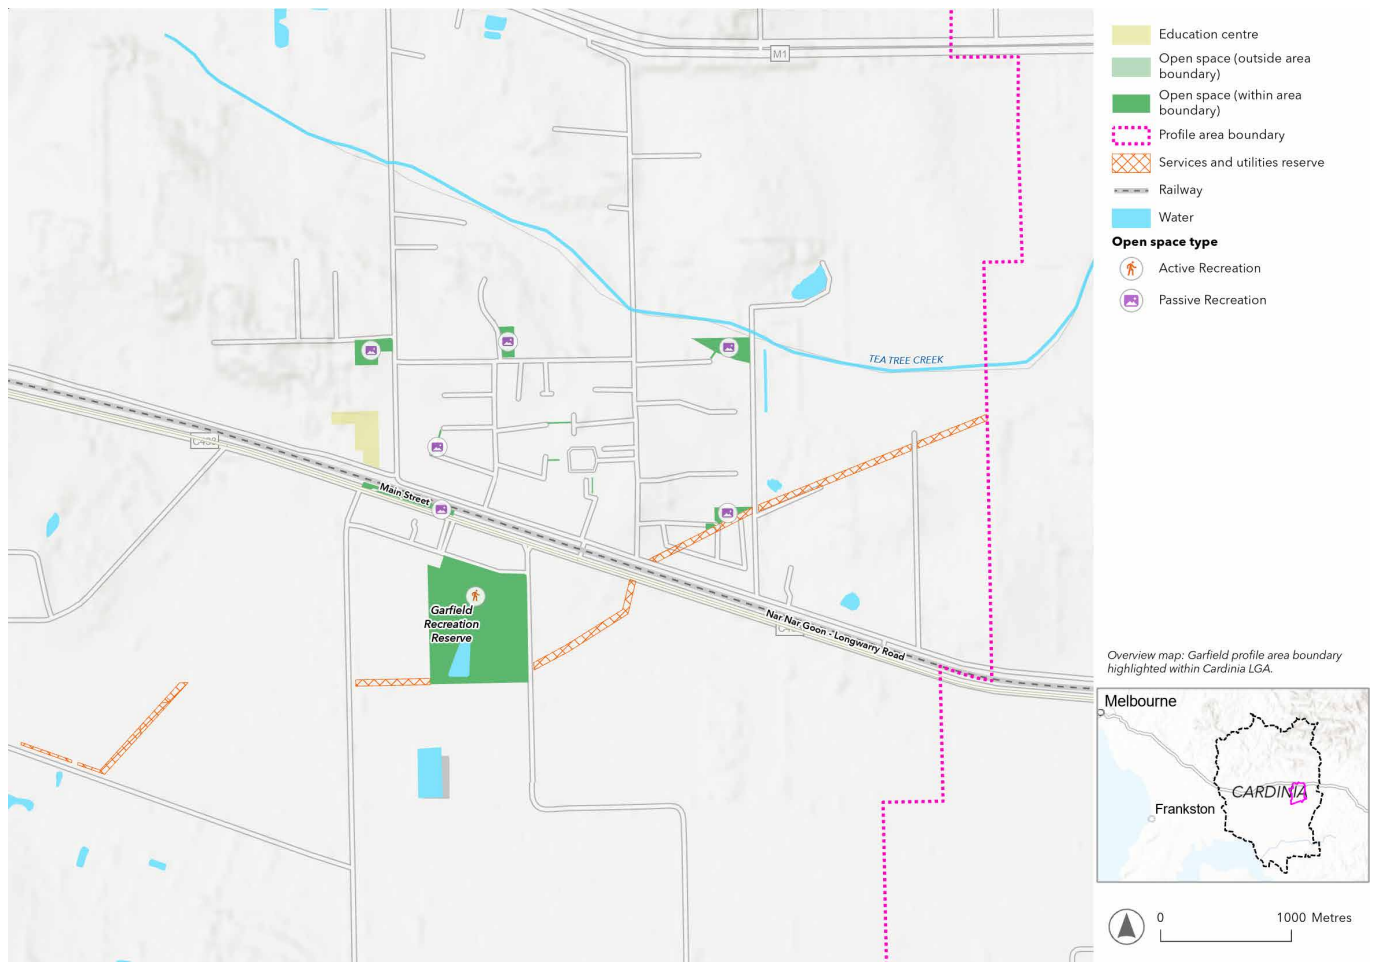 M1
TEA TREE CREEK
Main Street
Garfield
Recreation
Reserve
Nar Nar Goon - Longwarry Road
Education centre
Open space (outside area
boundary)
Open space (within area
boundary)
Profile area boundary
Services and utilities reserve
Railway
Water
Open space type
Active Recreation
Passive Recreation
Overview map: Garfield profile area boundary
highlighted within Cardinia LGA.
Melbourne
CARDINIA
Frankston
0
1000 Metres